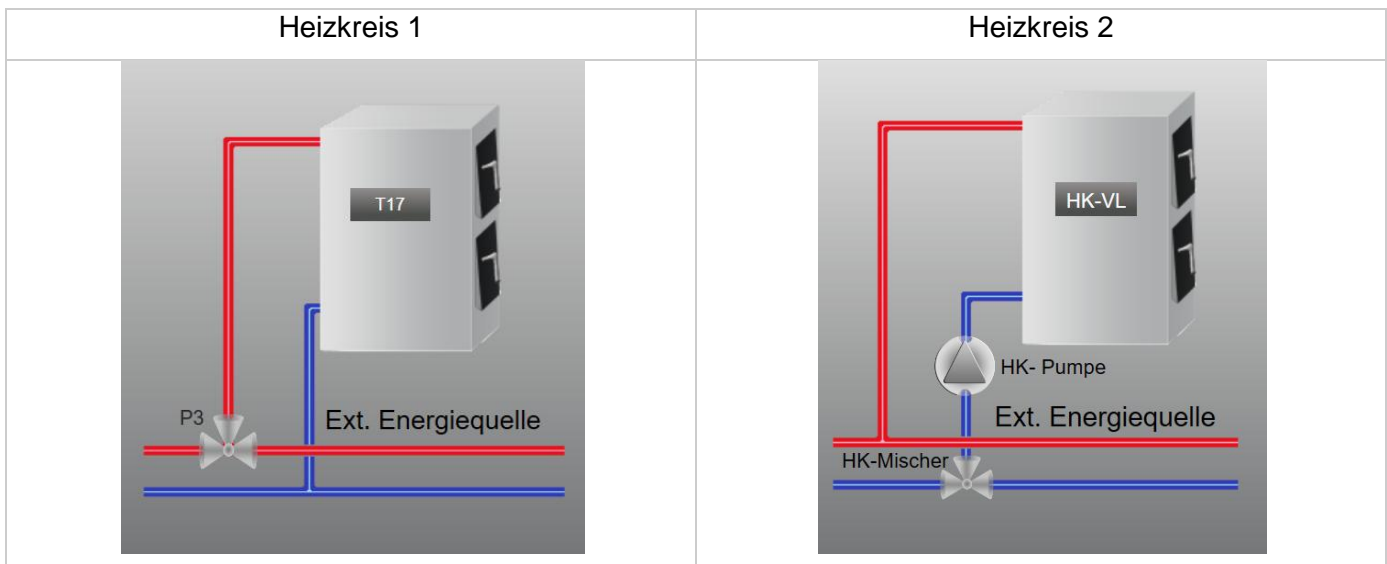 Heizkreis 1
Heizkreis 2
T17
P3
Ext. Energiequelle
HK-VL
HK- Pumpe
Ext. Energiequelle
HK-Mischer